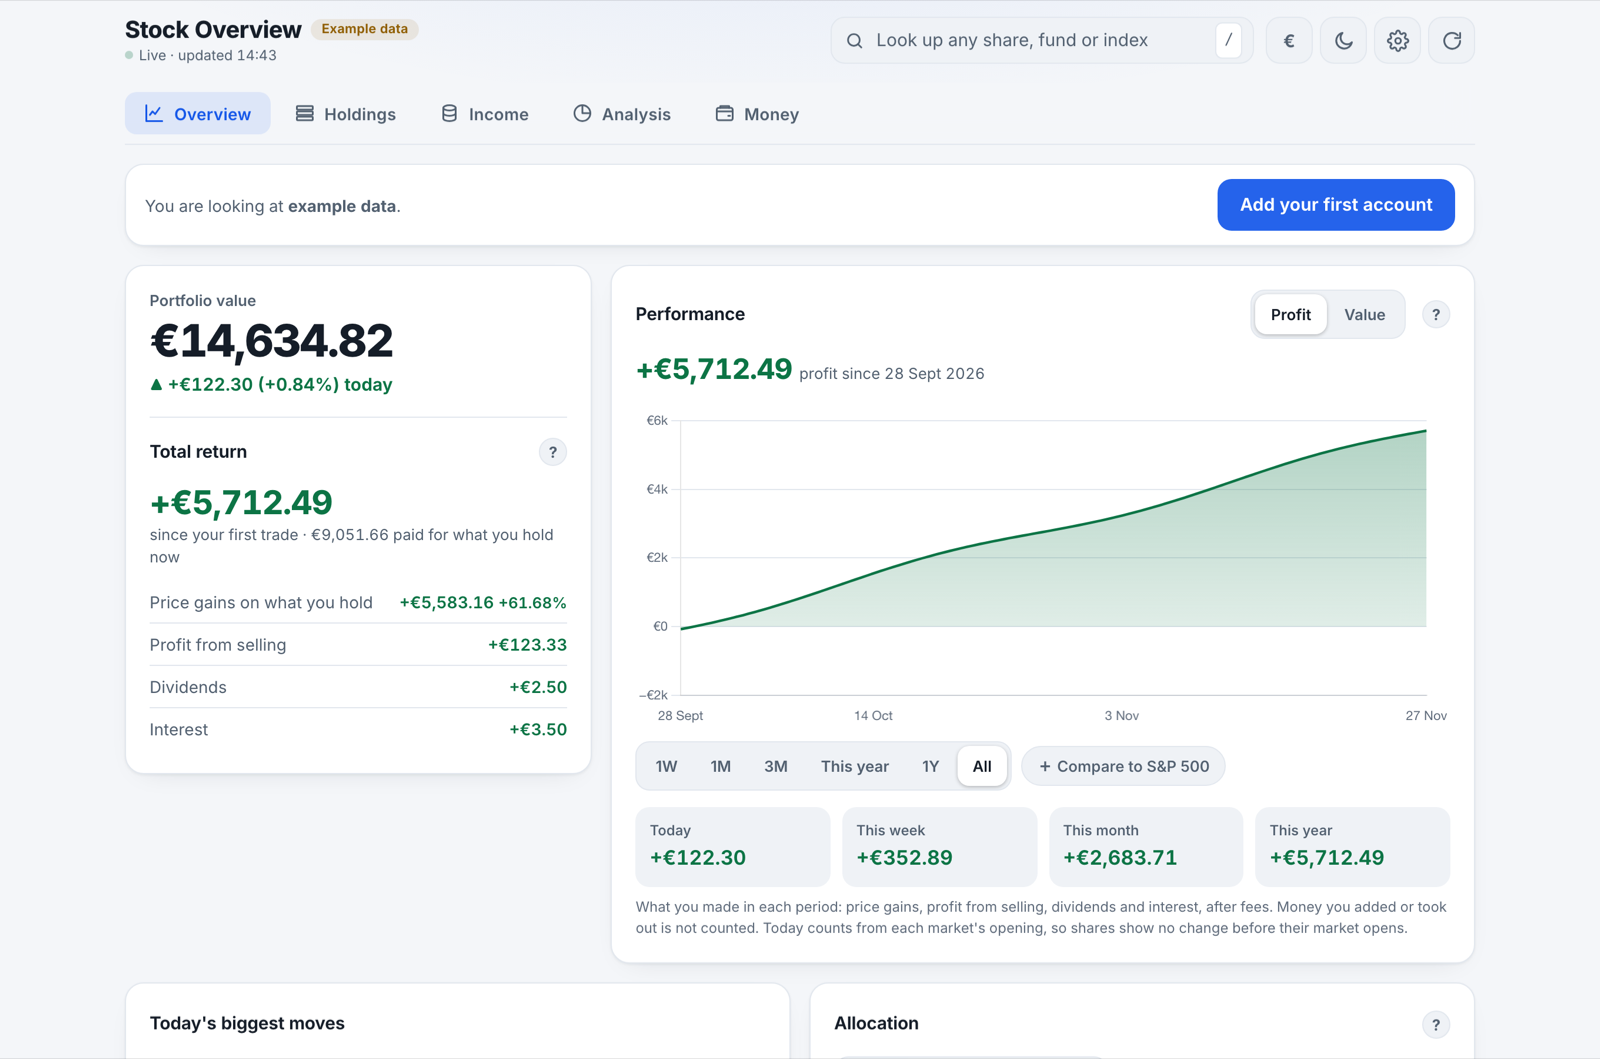 Stock Overview
Example data
Live · updated 14:43
Look up any share, fund or index
/
€
Overview
Holdings
Income
Analysis
Money
You are looking at example data.
Add your first account
Portfolio value
€14,634.82
▲ +€122.30 (+0.84%) today
Total return
?
+€5,712.49
since your first trade · €9,051.66 paid for what you hold
now
Price gains on what you hold +€5,583.16 +61.68%
Profit from selling +€123.33
Dividends +€2.50
Interest +€3.50
Performance
Profit
Value
?
+€5,712.49 profit since 28 Sept 2026
€6k
€4k
€2k
€0
−€2k
28 Sept
14 Oct
3 Nov
27 Nov
1W
1M
3M
This year
1Y
All
+ Compare to S&P 500
Today
+€122.30
This week
+€352.89
This month
+€2,683.71
This year
+€5,712.49
What you made in each period: price gains, profit from selling, dividends and interest, after fees. Money you added or took
out is not counted. Today counts from each market's opening, so shares show no change before their market opens.
Today's biggest moves
Allocation
?